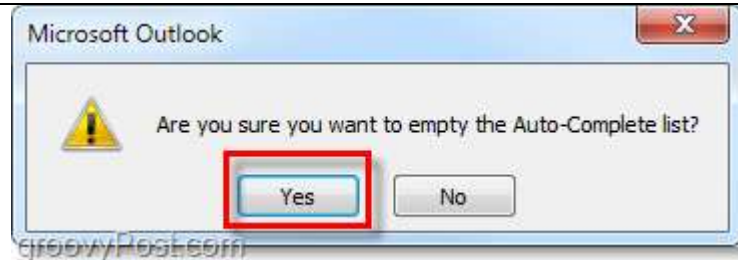 Microsoft Outlook
Are you sure you want to empty the Auto-Complete list?
Yes
No
groovyPost.com